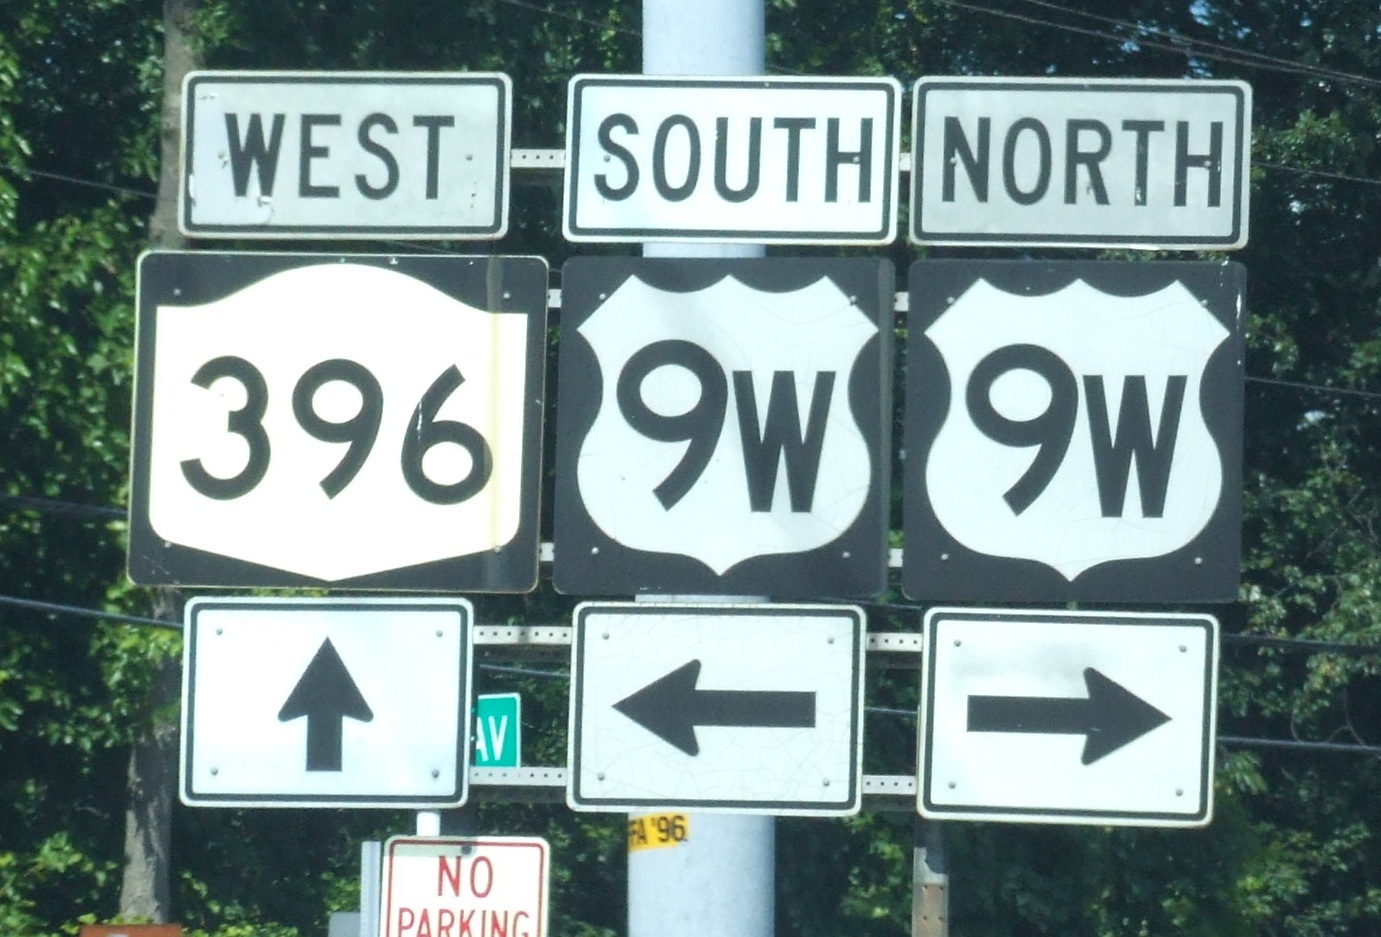 WEST
SOUTH
NORTH
396
9W
9W
AV
FA '96
NO
PARKING